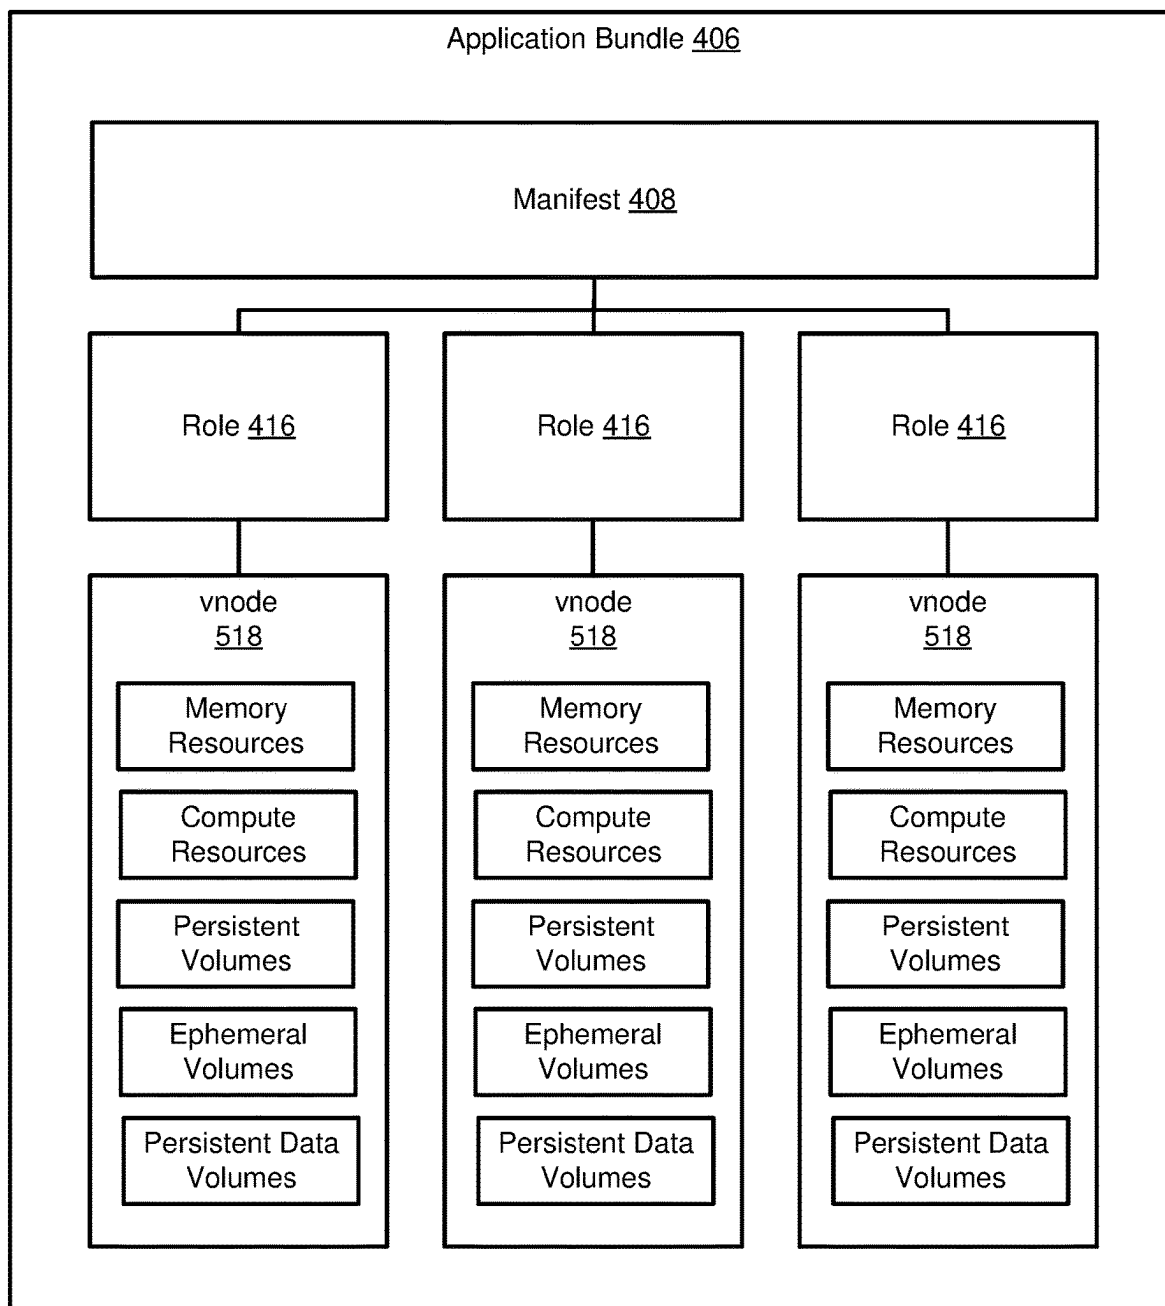 Application Bundle 406
Manifest 408
Role 416
Role 416
Role 416
vnode
518
Memory
Resources
Compute
Resources
Persistent
Volumes
Ephemeral
Volumes
Persistent Data
Volumes
vnode
518
Memory
Resources
Compute
Resources
Persistent
Volumes
Ephemeral
Volumes
Persistent Data
Volumes
vnode
518
Memory
Resources
Compute
Resources
Persistent
Volumes
Ephemeral
Volumes
Persistent Data
Volumes